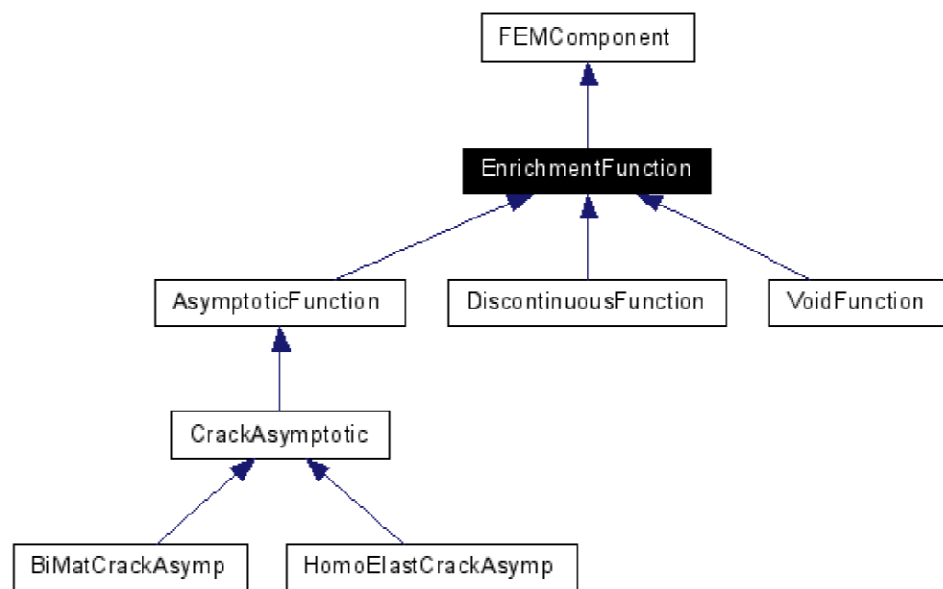 FEMComponent
EnrichmentFunction
AsymptoticFunction
DiscontinuousFunction
VoidFunction
CrackAsymptotic
BiMatCrackAsymp
HomoElastCrackAsymp